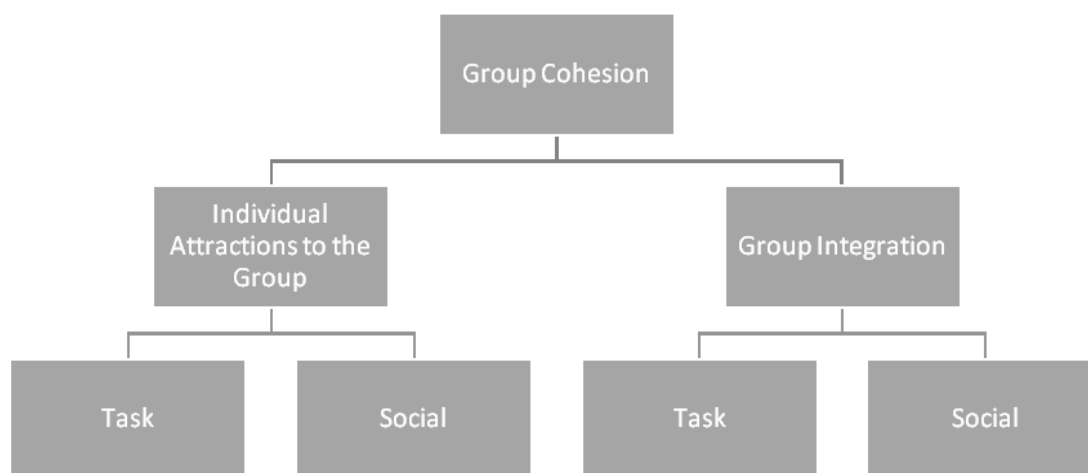 Group Cohesion
Individual
Attractions to the
Group
Group Integration
Task
Social
Task
Social